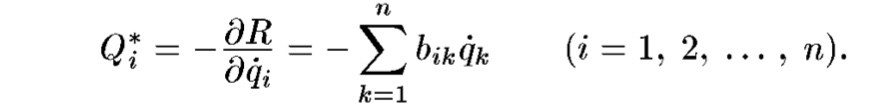 $Q_i^* = -\frac{\partial R}{\partial \dot{q}_i} = -\sum_{k=1}^{n} b_{ik}\dot{q}_k \qquad (i = 1,\ 2,\ \ldots,\ n).$